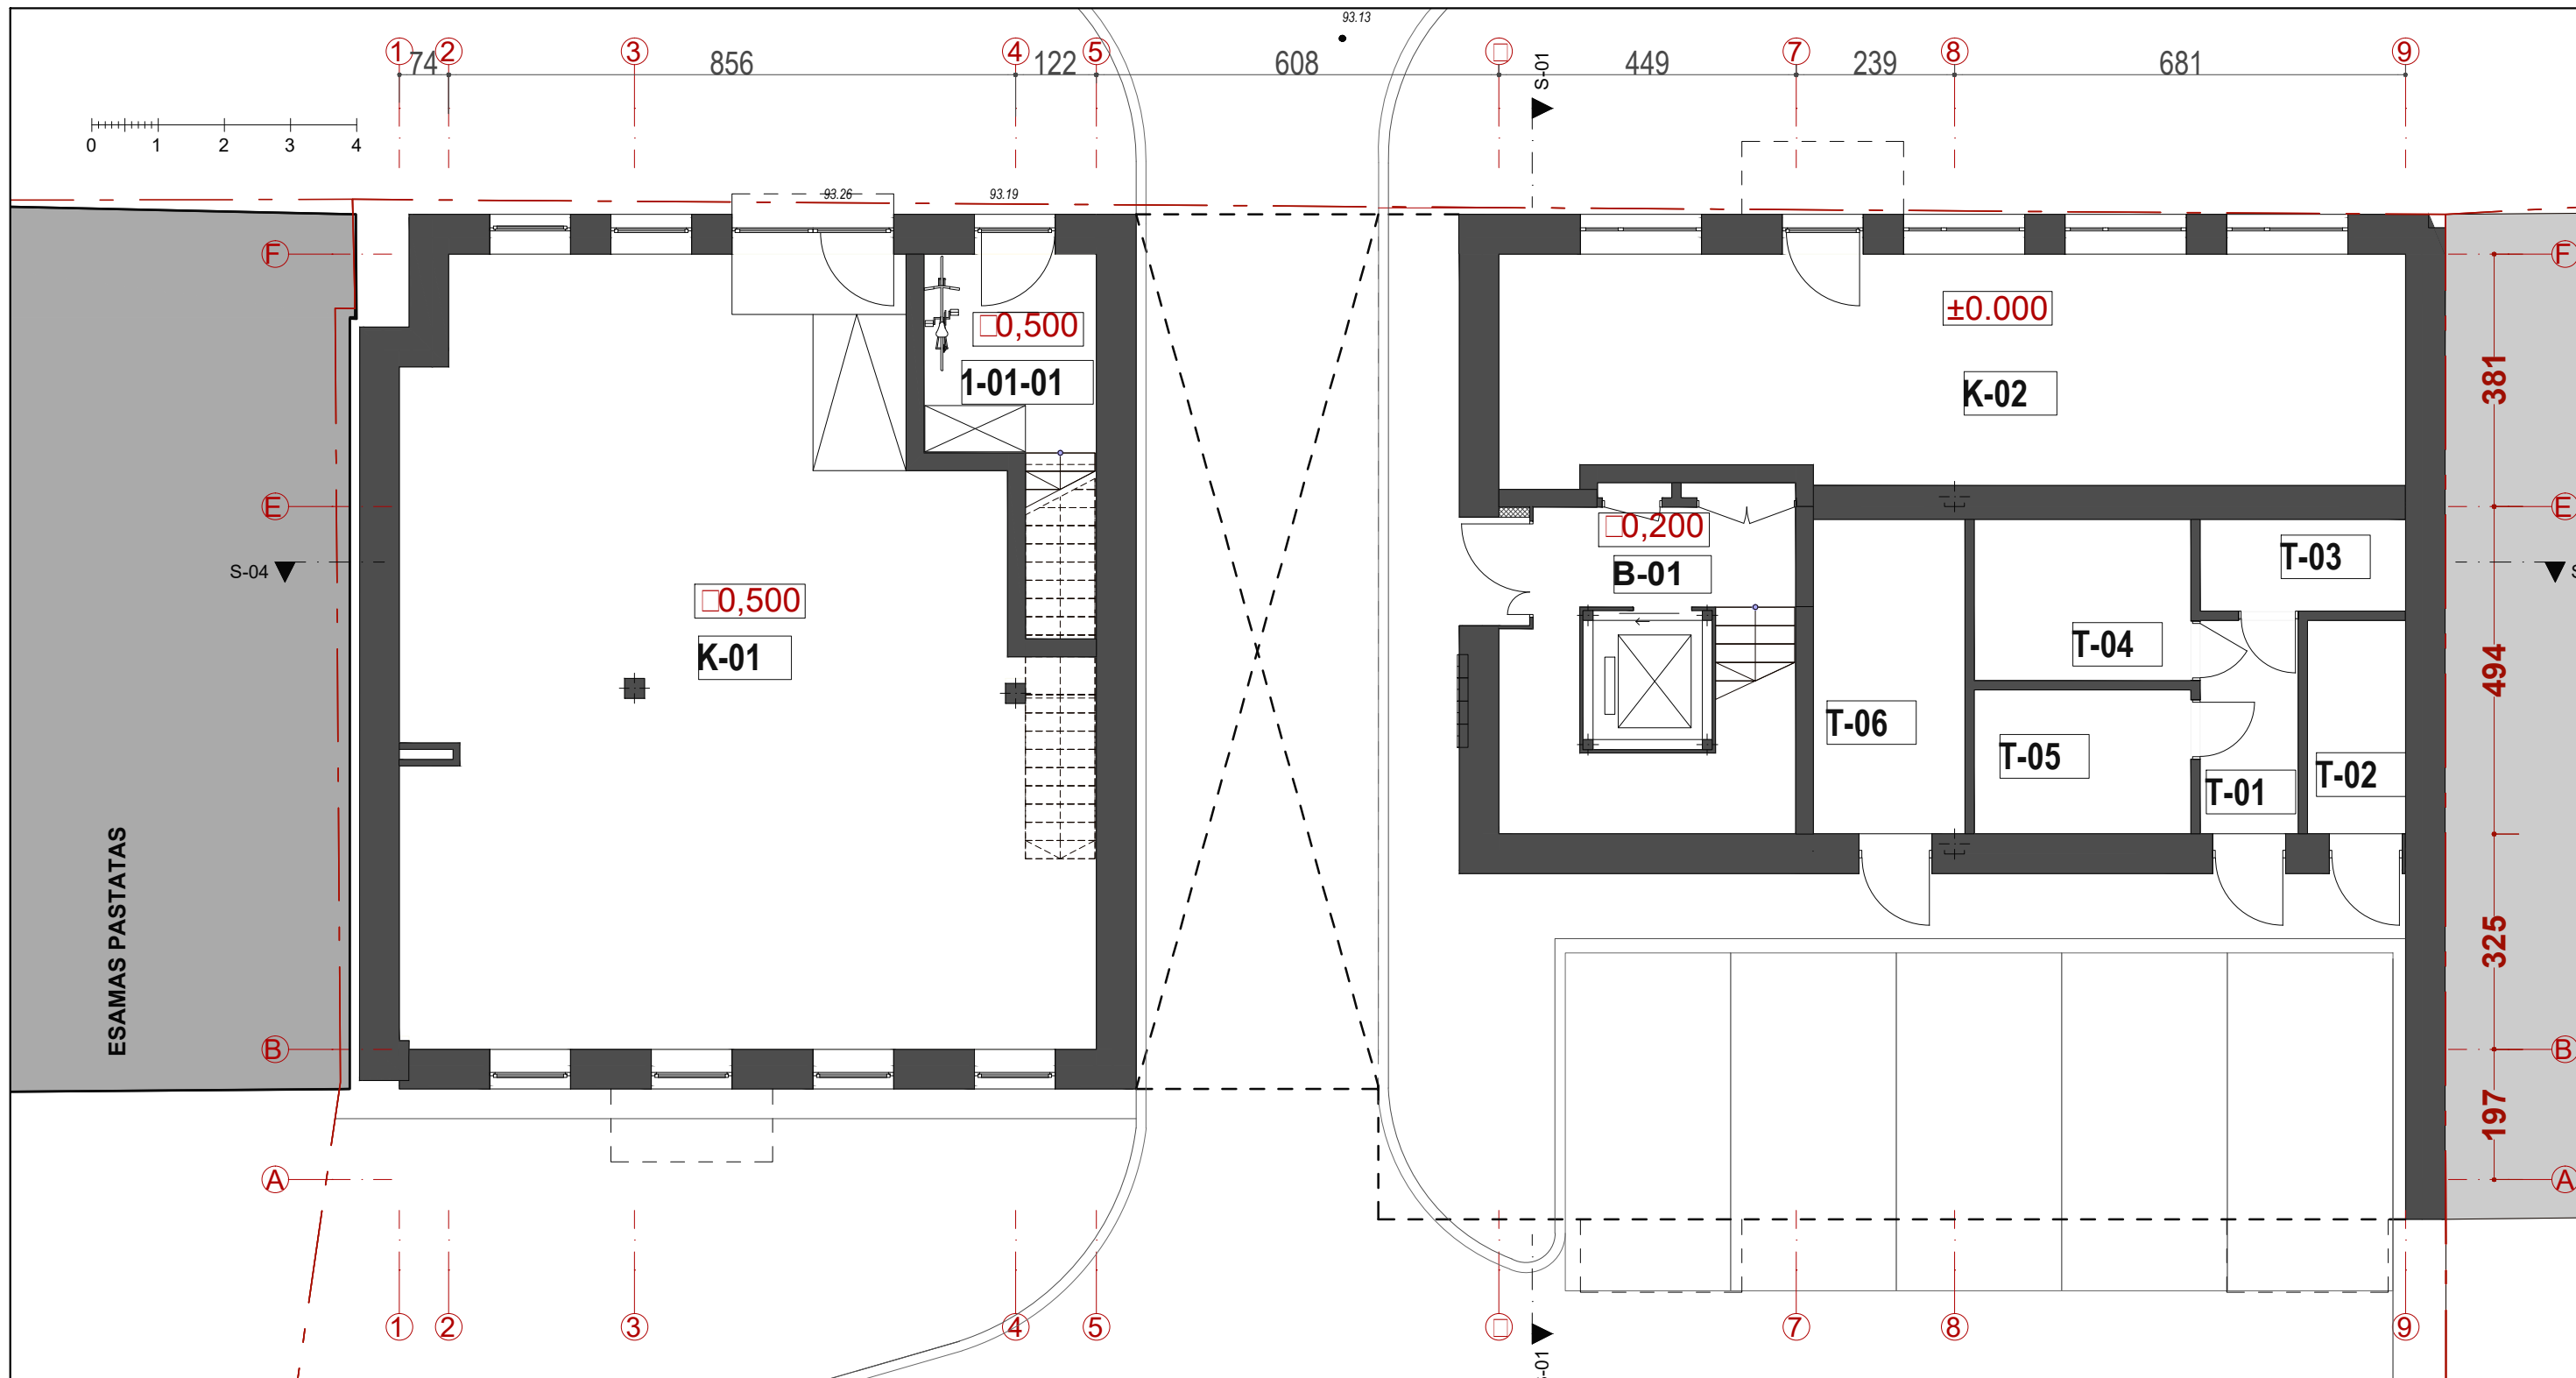 93.13
1 2 3 4 5 7 8 9
74 856 122 608 449 239 681
S-01
0 1 2 3 4
93.26 93.19
F F
0,500
±0.000
1-01-01
K-02
381
E E
0,200
S-04
B-01
T-03
0,500
K-01
T-04
494
T-06
T-05
T-01
T-02
ESAMAS PASTATAS
325
B B
197
A A
1 2 3 4 5 7 8 9